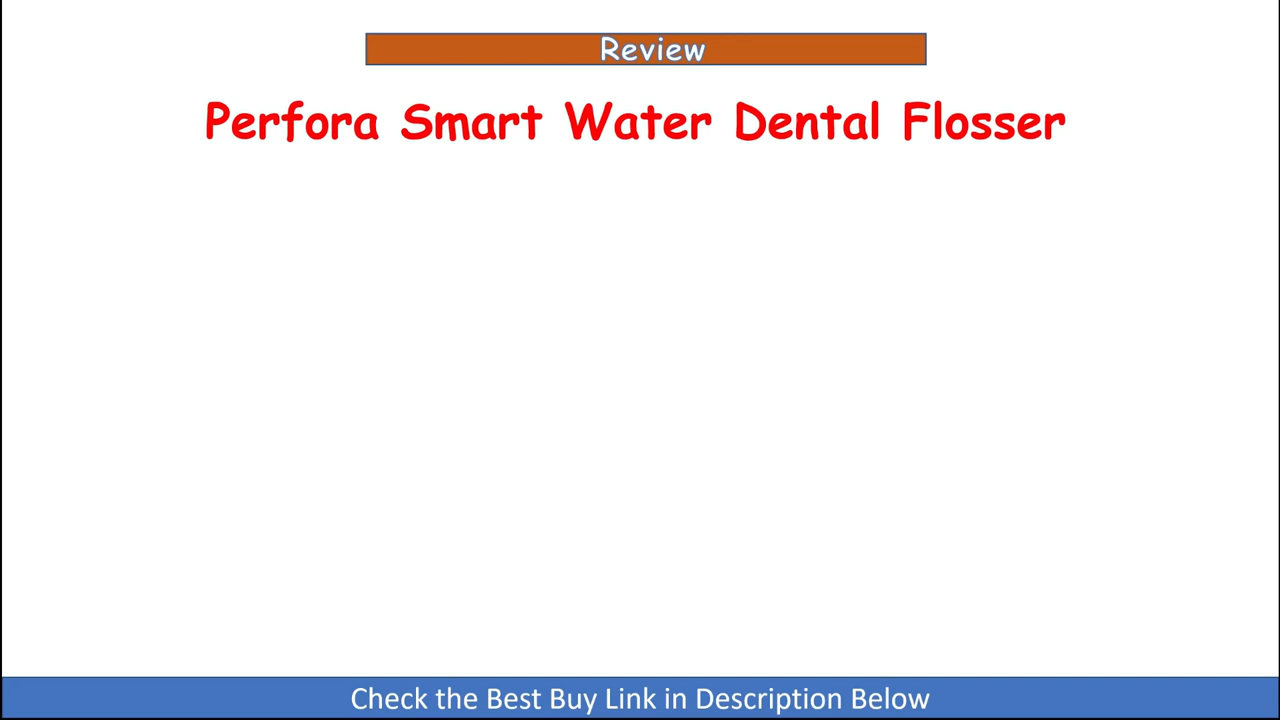 Review
Perfora Smart Water Dental Flosser
Check the Best Buy Link in Description Below